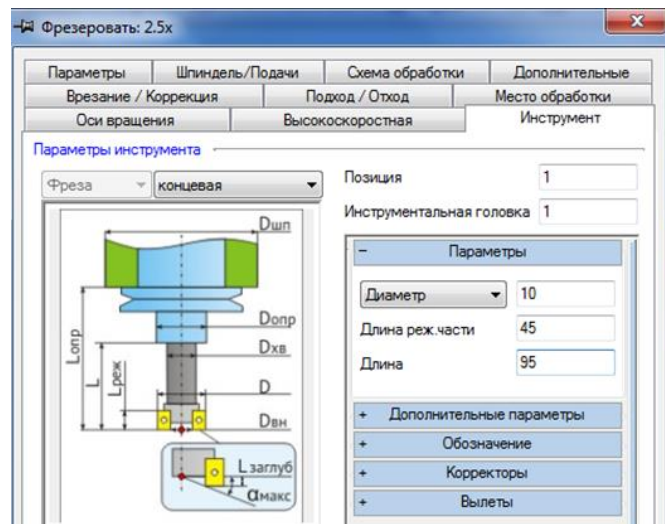 Фрезеровать: 2.5x
Параметры
Шпиндель/Подачи
Схема обработки
Дополнительные
Врезание / Коррекция
Подход / Отход
Место обработки
Оси вращения
Высокоскоростная
Инструмент
Параметры инструмента
Фреза
концевая
Позиция
1
Инструментальная головка
1
Параметры
Диаметр
10
Длина реж.части
45
Длина
95
Дополнительные параметры
Обозначение
Корректоры
Вылеты
Dшп
Dопр
Dхв
D
Dвн
Lопр
L
Lреж
L заглуб
αмакс